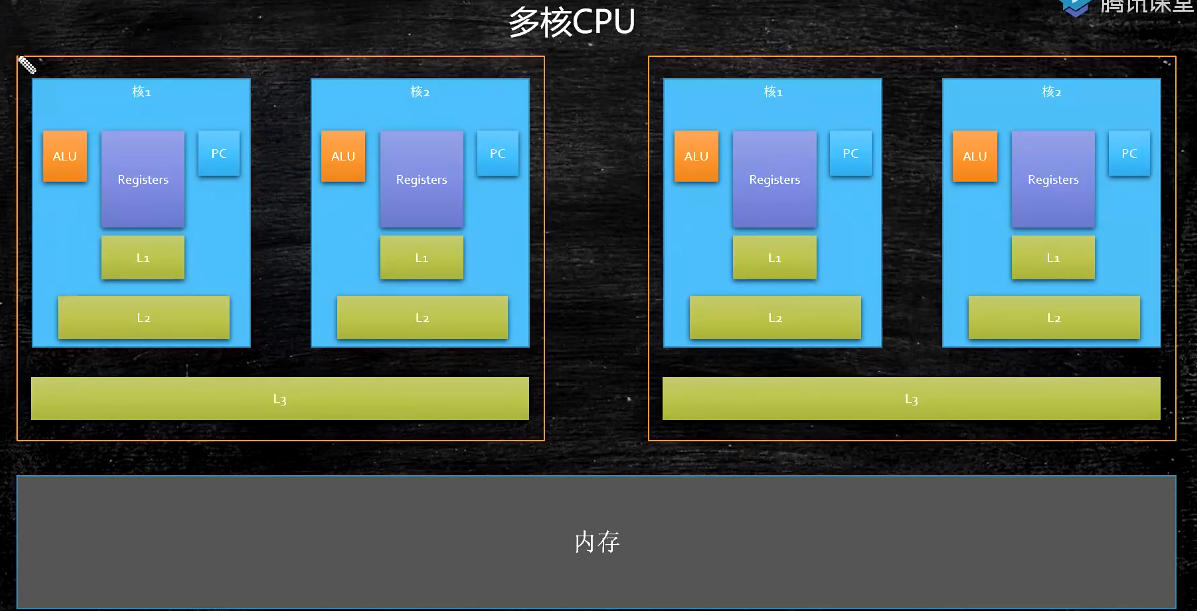 腾讯课堂
多核CPU
核1
核2
核1
核2
ALU
Registers
PC
ALU
Registers
PC
ALU
Registers
PC
ALU
Registers
PC
L1
L1
L1
L1
L2
L2
L2
L2
L3
L3
内存